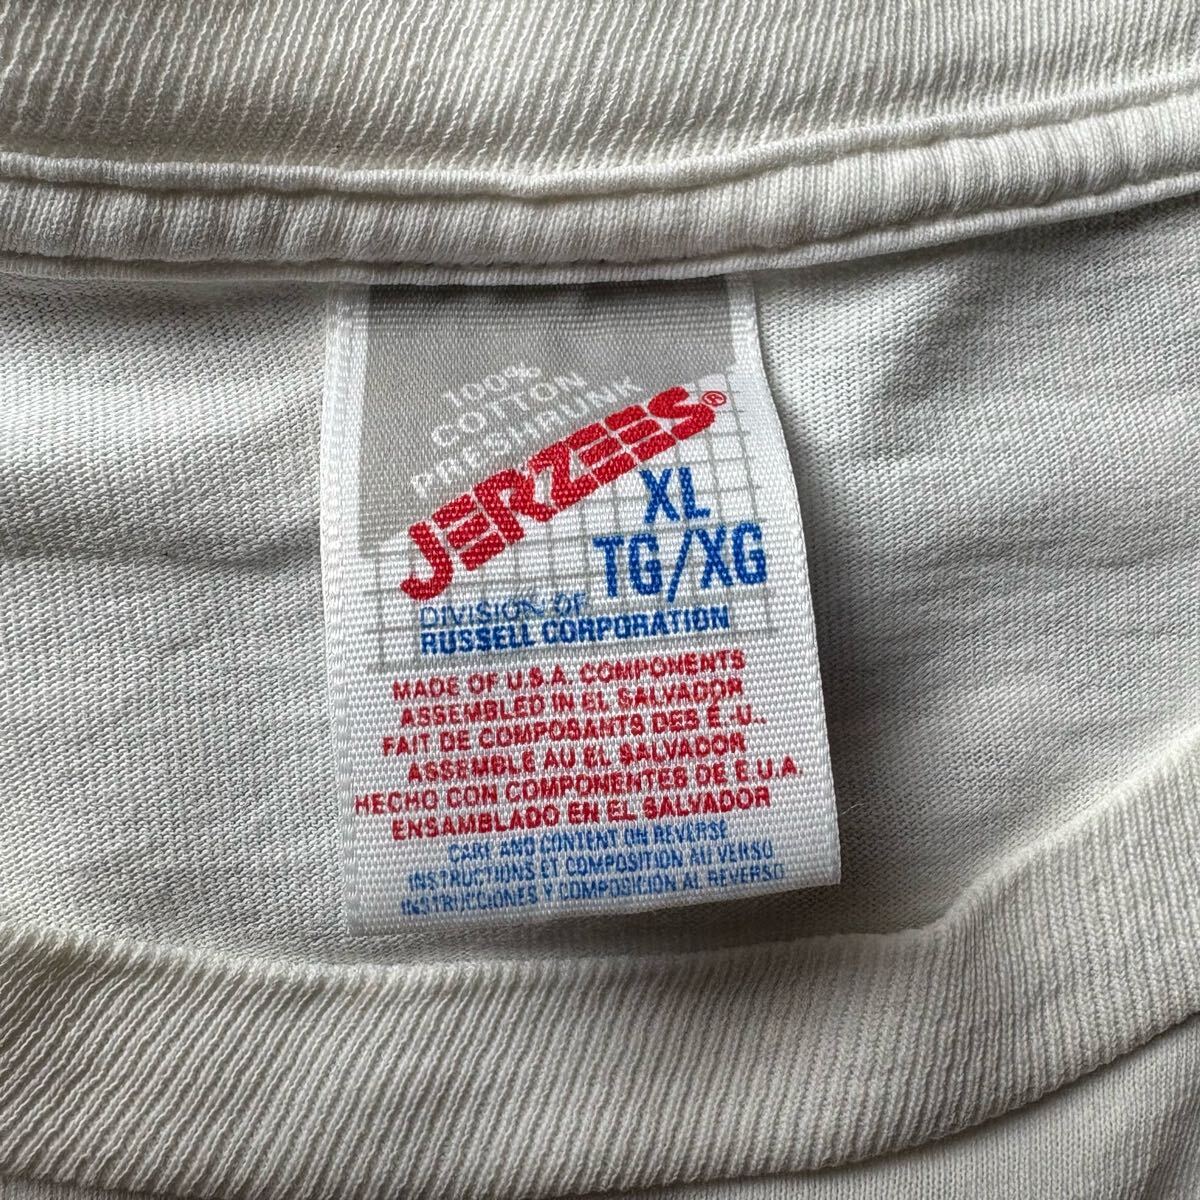 100%
COTTON
PRESHRUNK
JERZEES®
XL
TG/XG
DIVISION OF
RUSSELL CORPORATION
MADE OF U.S.A. COMPONENTS
ASSEMBLED IN EL SALVADOR
FAIT DE COMPOSANTS DES É.-U..
ASSEMBLE AU EL SALVADOR
HECHO CON COMPONENTES DE E.U.A.
ENSAMBLADO EN EL SALVADOR
CARE AND CONTENT ON REVERSE
INSTRUCTIONS ET COMPOSITION AU VERSO
INSTRUCCIONES Y COMPOSICION AL REVERSO